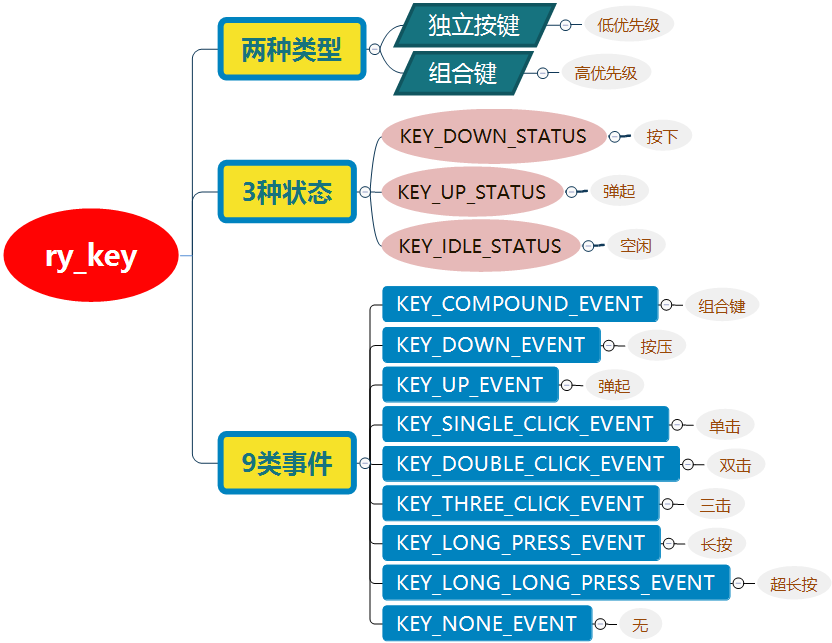 ry_key
两种类型
独立按键
低优先级
组合键
高优先级
3种状态
KEY_DOWN_STATUS
按下
KEY_UP_STATUS
弹起
KEY_IDLE_STATUS
空闲
9类事件
KEY_COMPOUND_EVENT
组合键
KEY_DOWN_EVENT
按压
KEY_UP_EVENT
弹起
KEY_SINGLE_CLICK_EVENT
单击
KEY_DOUBLE_CLICK_EVENT
双击
KEY_THREE_CLICK_EVENT
三击
KEY_LONG_PRESS_EVENT
长按
KEY_LONG_LONG_PRESS_EVENT
超长按
KEY_NONE_EVENT
无